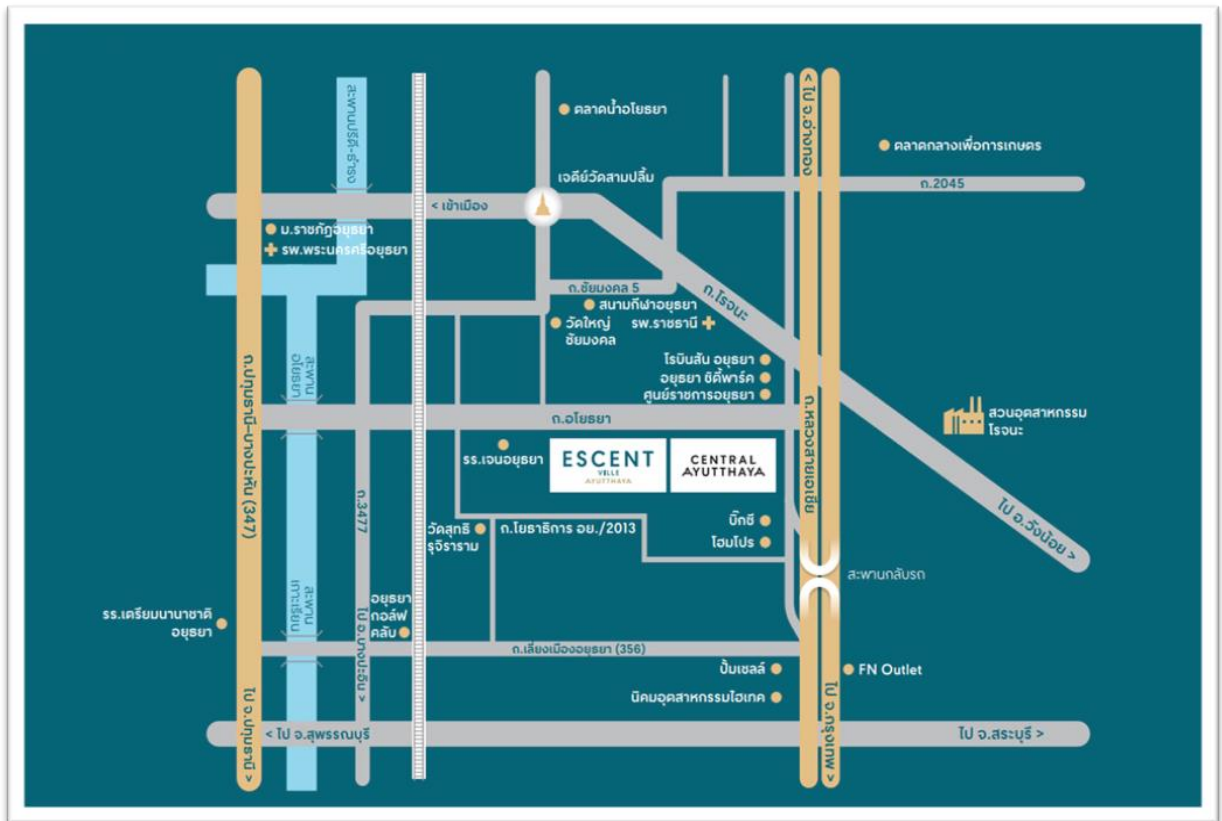 สะพานปรีดี-ธำรง
< ไป จ.อ่างทอง
ตลาดน้ำอโยธยา
ตลาดกลางเพื่อการเกษตร
เจดีย์วัดสามปลื้ม
ถ.2045
< เข้าเมือง
ม.ราชภัฏอยุธยา
รพ.พระนครศรีอยุธยา
ถ.ชัยมงคล 5
ถ.โรจนะ
สนามกีฬาอยุธยา
วัดใหญ่
ชัยมงคล
รพ.ราชธานี
โรบินสัน อยุธยา
อยุธยา ซิตี้พาร์ค
ศูนย์ราชการอยุธยา
สะพาน
อโยธยา
ถ.ปทุมธานี-บางปะหัน (347)
ถ.อโยธยา
ถ.หลวงสายเอเชีย
สวนอุตสาหกรรม
โรจนะ
รร.เจนอยุธยา
ESCENT
VILLE
AYUTTHAYA
CENTRAL
AYUTTHAYA
ถ.3477
วัดสุทธิ
รุจิราราม
ถ.โยธาธิการ อย./2013
บิ๊กซี
โฮมโปร
ไป อ.วังน้อย >
สะพานกลับรถ
สะพาน
เกาะเรียน
อยุธยา
กอล์ฟ
คลับ
รร.เตรียมนานาชาติ
อยุธยา
ไป อ.บางปะอิน >
ถ.เลี่ยงเมืองอยุธยา (356)
ปั้มเชลล์
FN Outlet
นิคมอุตสาหกรรมไฮเทค
ไป จ.ปทุมธานี >
< ไป จ.สุพรรณบุรี
ไป จ.กรุงเทพ >
ไป จ.สระบุรี >